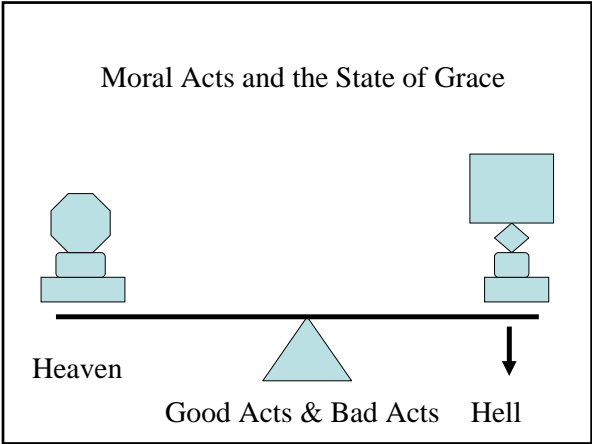 Moral Acts and the State of Grace
Heaven
Good Acts & Bad Acts Hell